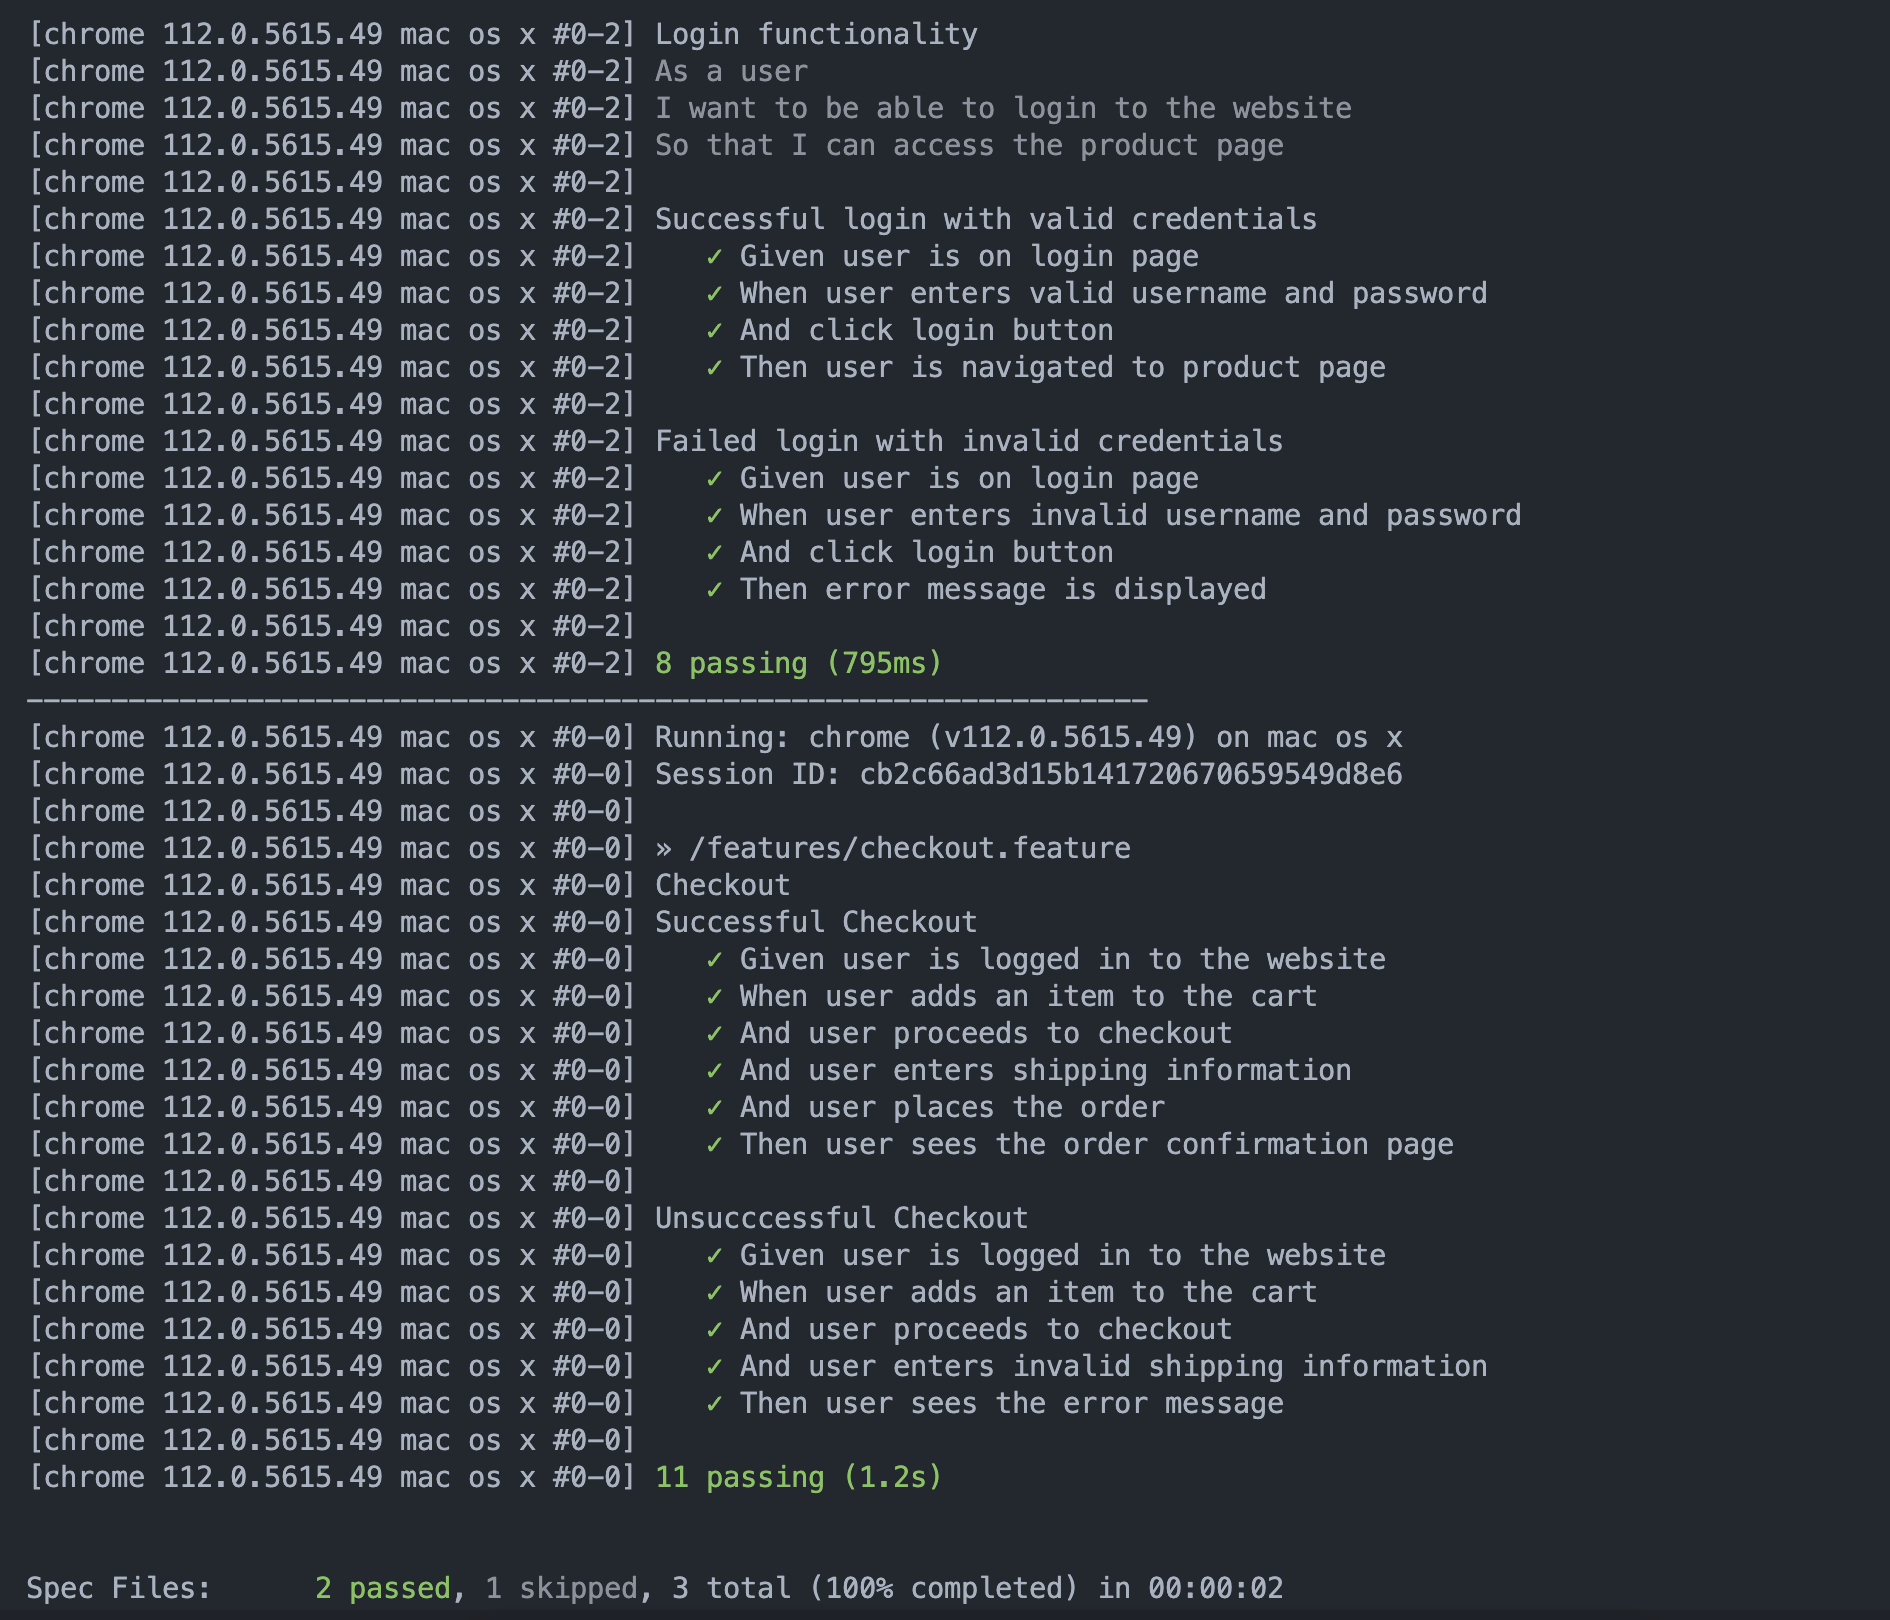 [chrome 112.0.5615.49 mac os x #0-2] Login functionality
[chrome 112.0.5615.49 mac os x #0-2] As a user
[chrome 112.0.5615.49 mac os x #0-2] I want to be able to login to the website
[chrome 112.0.5615.49 mac os x #0-2] So that I can access the product page
[chrome 112.0.5615.49 mac os x #0-2]
[chrome 112.0.5615.49 mac os x #0-2] Successful login with valid credentials
[chrome 112.0.5615.49 mac os x #0-2]    ✓ Given user is on login page
[chrome 112.0.5615.49 mac os x #0-2]    ✓ When user enters valid username and password
[chrome 112.0.5615.49 mac os x #0-2]    ✓ And click login button
[chrome 112.0.5615.49 mac os x #0-2]    ✓ Then user is navigated to product page
[chrome 112.0.5615.49 mac os x #0-2]
[chrome 112.0.5615.49 mac os x #0-2] Failed login with invalid credentials
[chrome 112.0.5615.49 mac os x #0-2]    ✓ Given user is on login page
[chrome 112.0.5615.49 mac os x #0-2]    ✓ When user enters invalid username and password
[chrome 112.0.5615.49 mac os x #0-2]    ✓ And click login button
[chrome 112.0.5615.49 mac os x #0-2]    ✓ Then error message is displayed
[chrome 112.0.5615.49 mac os x #0-2]
[chrome 112.0.5615.49 mac os x #0-2] 8 passing (795ms)
------------------------------------------------------------------
[chrome 112.0.5615.49 mac os x #0-0] Running: chrome (v112.0.5615.49) on mac os x
[chrome 112.0.5615.49 mac os x #0-0] Session ID: cb2c66ad3d15b141720670659549d8e6
[chrome 112.0.5615.49 mac os x #0-0]
[chrome 112.0.5615.49 mac os x #0-0] » /features/checkout.feature
[chrome 112.0.5615.49 mac os x #0-0] Checkout
[chrome 112.0.5615.49 mac os x #0-0] Successful Checkout
[chrome 112.0.5615.49 mac os x #0-0]    ✓ Given user is logged in to the website
[chrome 112.0.5615.49 mac os x #0-0]    ✓ When user adds an item to the cart
[chrome 112.0.5615.49 mac os x #0-0]    ✓ And user proceeds to checkout
[chrome 112.0.5615.49 mac os x #0-0]    ✓ And user enters shipping information
[chrome 112.0.5615.49 mac os x #0-0]    ✓ And user places the order
[chrome 112.0.5615.49 mac os x #0-0]    ✓ Then user sees the order confirmation page
[chrome 112.0.5615.49 mac os x #0-0]
[chrome 112.0.5615.49 mac os x #0-0] Unsucccessful Checkout
[chrome 112.0.5615.49 mac os x #0-0]    ✓ Given user is logged in to the website
[chrome 112.0.5615.49 mac os x #0-0]    ✓ When user adds an item to the cart
[chrome 112.0.5615.49 mac os x #0-0]    ✓ And user proceeds to checkout
[chrome 112.0.5615.49 mac os x #0-0]    ✓ And user enters invalid shipping information
[chrome 112.0.5615.49 mac os x #0-0]    ✓ Then user sees the error message
[chrome 112.0.5615.49 mac os x #0-0]
[chrome 112.0.5615.49 mac os x #0-0] 11 passing (1.2s)
Spec Files:      2 passed, 1 skipped, 3 total (100% completed) in 00:00:02